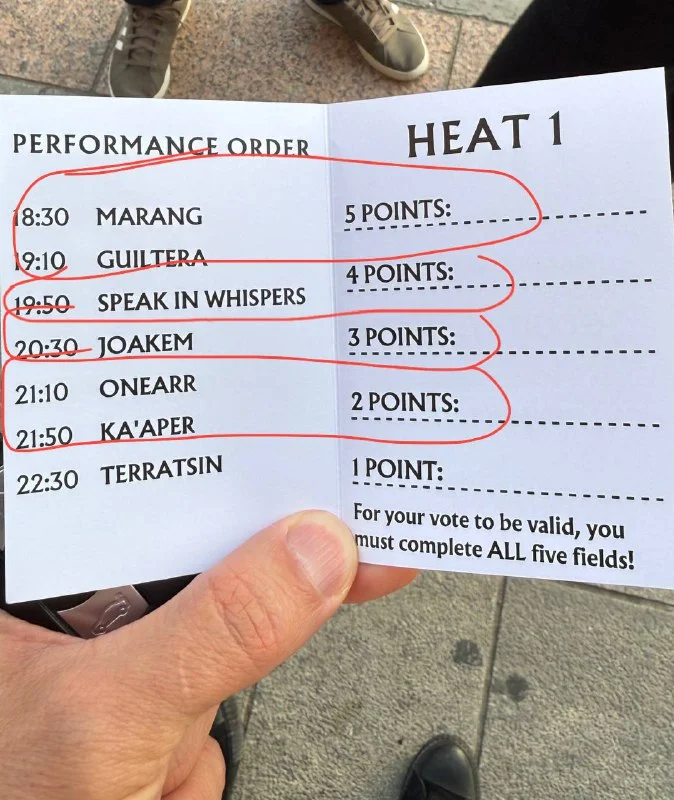 PERFORMANCE ORDER
18:30 MARANG
19:10 GUILTERA
19:50 SPEAK IN WHISPERS
20:30 JOAKEM
21:10 ONEARR
21:50 KA'APER
22:30 TERRATSIN
HEAT 1
5 POINTS:
4 POINTS:
3 POINTS:
2 POINTS:
1 POINT:
For your vote to be valid, you
must complete ALL five fields!